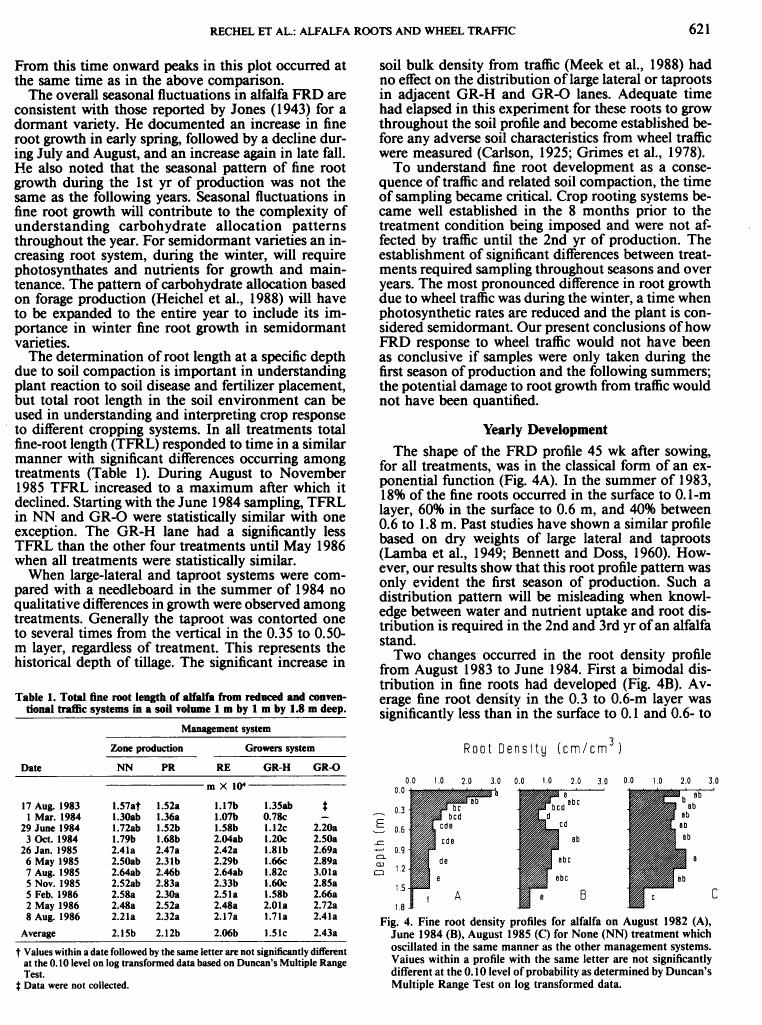 RECHEL ET AL.: ALFALFA ROOTS AND WHEEL TRAFFIC 621
From this time onward peaks in this plot occurred at
the same time as in the above comparison.
The overall seasonal fluctuations in alfalfa FRD are
consistent with those reported by Jones (1943) for a
dormant variety. He documented an increase in fine
root growth in early spring, followed by a decline dur-
ing July and August, and an increase again in late fall.
He also noted that the seasonal pattern of fine root
growth during the 1st yr of production was not the
same as the following years. Seasonal fluctuations in
fine root growth will contribute to the complexity of
understanding carbohydrate allocation patterns
throughout the year. For semidormant varieties an in-
creasing root system, during the winter, will require
photosynthates and nutrients for growth and main-
tenance. The pattern of carbohydrate allocation based
on forage production (Heichel et al., 1988) will have
to be expanded to the entire year to include its im-
portance in winter fine root growth in semidormant
varieties.
The determination of root length at a specific depth
due to soil compaction is important in understanding
plant reaction to soil disease and fertilizer placement,
but total root length in the soil environment can be
used in understanding and interpreting crop response
to different cropping systems. In all treatments total
fine-root length (TFRL) responded to time in a similar
manner with significant differences occurring among
treatments (Table 1). During August to November
1985 TFRL increased to a maximum after which it
declined. Starting with the June 1984 sampling, TFRL
in NN and GR-O were statistically similar with one
exception. The GR-H lane had a significantly less
TFRL than the other four treatments until May 1986
when all treatments were statistically similar.
When large-lateral and taproot systems were com-
pared with a needleboard in the summer of 1984 no
qualitative differences in growth were observed among
treatments. Generally the taproot was contorted one
to several times from the vertical in the 0.35 to 0.50-
m layer, regardless of treatment. This represents the
historical depth of tillage. The significant increase in
Table 1. Total fine root length of alfalfa from reduced and conven-
tional traffic systems in a soil volume 1 m by 1 m by 1.8 m deep.
Management system
Zone production Growers system
Date NN PR RE GR-H GR-O
m X 10⁴
17 Aug. 1983 1.57a† 1.52a 1.17b 1.35ab ‡
1 Mar. 1984 1.30ab 1.36a 1.07b 0.78c –
29 June 1984 1.72ab 1.52b 1.58b 1.12c 2.20a
3 Oct. 1984 1.79b 1.68b 2.04ab 1.20c 2.50a
26 Jan. 1985 2.41a 2.47a 2.42a 1.81b 2.69a
6 May 1985 2.50ab 2.31b 2.29b 1.66c 2.89a
7 Aug. 1985 2.64ab 2.46b 2.64ab 1.82c 3.01a
5 Nov. 1985 2.52ab 2.83a 2.33b 1.60c 2.85a
5 Feb. 1986 2.58a 2.30a 2.51a 1.58b 2.66a
2 May 1986 2.48a 2.52a 2.48a 2.01a 2.72a
8 Aug. 1986 2.21a 2.32a 2.17a 1.71a 2.41a
Average 2.15b 2.12b 2.06b 1.51c 2.43a
† Values within a date followed by the same letter are not significantly different
at the 0.10 level on log transformed data based on Duncan's Multiple Range
Test.
‡ Data were not collected.
soil bulk density from traffic (Meek et al., 1988) had
no effect on the distribution of large lateral or taproots
in adjacent GR-H and GR-O lanes. Adequate time
had elapsed in this experiment for these roots to grow
throughout the soil profile and become established be-
fore any adverse soil characteristics from wheel traffic
were measured (Carlson, 1925; Grimes et al., 1978).
To understand fine root development as a conse-
quence of traffic and related soil compaction, the time
of sampling became critical. Crop rooting systems be-
came well established in the 8 months prior to the
treatment condition being imposed and were not af-
fected by traffic until the 2nd yr of production. The
establishment of significant differences between treat-
ments required sampling throughout seasons and over
years. The most pronounced difference in root growth
due to wheel traffic was during the winter, a time when
photosynthetic rates are reduced and the plant is con-
sidered semidormant. Our present conclusions of how
FRD response to wheel traffic would not have been
as conclusive if samples were only taken during the
first season of production and the following summers;
the potential damage to root growth from traffic would
not have been quantified.
Yearly Development
The shape of the FRD profile 45 wk after sowing,
for all treatments, was in the classical form of an ex-
ponential function (Fig. 4A). In the summer of 1983,
18% of the fine roots occurred in the surface to 0.1-m
layer, 60% in the surface to 0.6 m, and 40% between
0.6 to 1.8 m. Past studies have shown a similar profile
based on dry weights of large lateral and taproots
(Lamba et al., 1949; Bennett and Doss, 1960). How-
ever, our results show that this root profile pattern was
only evident the first season of production. Such a
distribution pattern will be misleading when knowl-
edge between water and nutrient uptake and root dis-
tribution is required in the 2nd and 3rd yr of an alfalfa
stand.
Two changes occurred in the root density profile
from August 1983 to June 1984. First a bimodal dis-
tribution in fine roots had developed (Fig. 4B). Av-
erage fine root density in the 0.3 to 0.6-m layer was
significantly less than in the surface to 0.1 and 0.6- to
Root Density (cm/cm³)
0.0 1.0 2.0 3.0 0.0 1.0 2.0 3.0 0.0 1.0 2.0 3.0
Depth (m)
0.0
0.3
0.6
0.9
1.2
1.5
1.8
a
ab
bc
bcd
cde
cde
de
e
f
A
a
abc
bcd
d
cd
ab
abc
abc
e
B
ab
b
ab
ab
ab
ab
a
ab
c
C
Fig. 4. Fine root density profiles for alfalfa on August 1982 (A),
June 1984 (B), August 1985 (C) for None (NN) treatment which
oscillated in the same manner as the other management systems.
Values within a profile with the same letter are not significantly
different at the 0.10 level of probability as determined by Duncan's
Multiple Range Test on log transformed data.